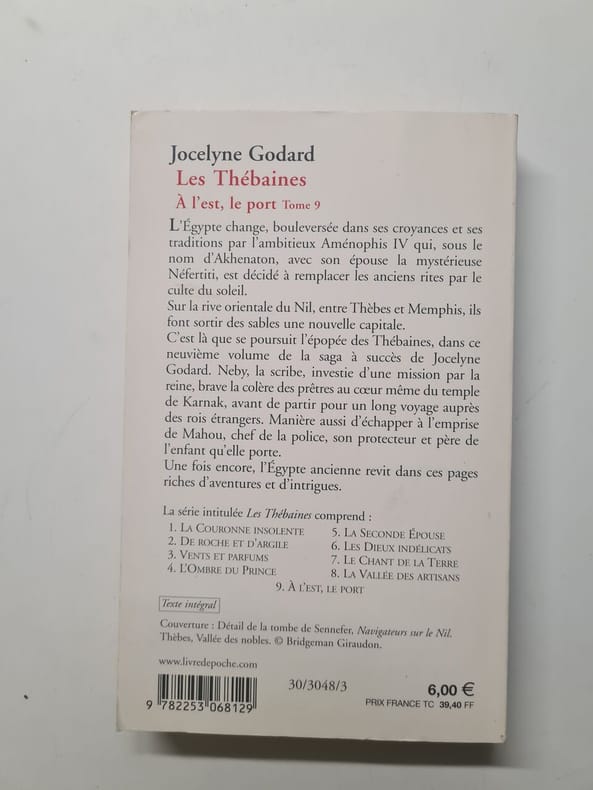 Jocelyne Godard
Les Thébaines
À l'est, le port Tome 9
L'Égypte change, bouleversée dans ses croyances et ses
traditions par l'ambitieux Aménophis IV qui, sous le
nom d'Akhenaton, avec son épouse la mystérieuse
Néfertiti, est décidé à remplacer les anciens rites par le
culte du soleil.
Sur la rive orientale du Nil, entre Thèbes et Memphis, ils
font sortir des sables une nouvelle capitale.
C'est là que se poursuit l'épopée des Thébaines, dans ce
neuvième volume de la saga à succès de Jocelyne
Godard. Neby, la scribe, investie d'une mission par la
reine, brave la colère des prêtres au cœur même du temple
de Karnak, avant de partir pour un long voyage auprès
des rois étrangers. Manière aussi d'échapper à l'emprise
de Mahou, chef de la police, son protecteur et père de
l'enfant qu'elle porte.
Une fois encore, l'Égypte ancienne revit dans ces pages
riches d'aventures et d'intrigues.
La série intitulée Les Thébaines comprend :
1. LA COURONNE INSOLENTE
2. DE ROCHE ET D'ARGILE
3. VENTS ET PARFUMS
4. L'OMBRE DU PRINCE
5. LA SECONDE ÉPOUSE
6. LES DIEUX INDÉLICATS
7. LE CHANT DE LA TERRE
8. LA VALLÉE DES ARTISANS
9. À L'EST, LE PORT
Texte intégral
Couverture : Détail de la tombe de Sennefer, Navigateurs sur le Nil.
Thèbes, Vallée des nobles. © Bridgeman Giraudon.
www.livredepoche.com
30/3048/3
6,00 €
PRIX FRANCE TC 39,40 FF
9 782253 068129